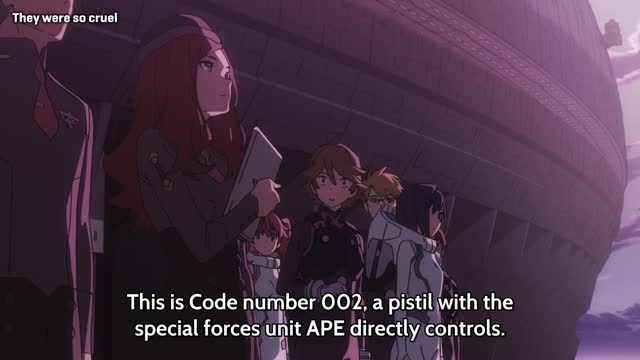 They were so cruel
This is Code number 002, a pistil with the
special forces unit APE directly controls.